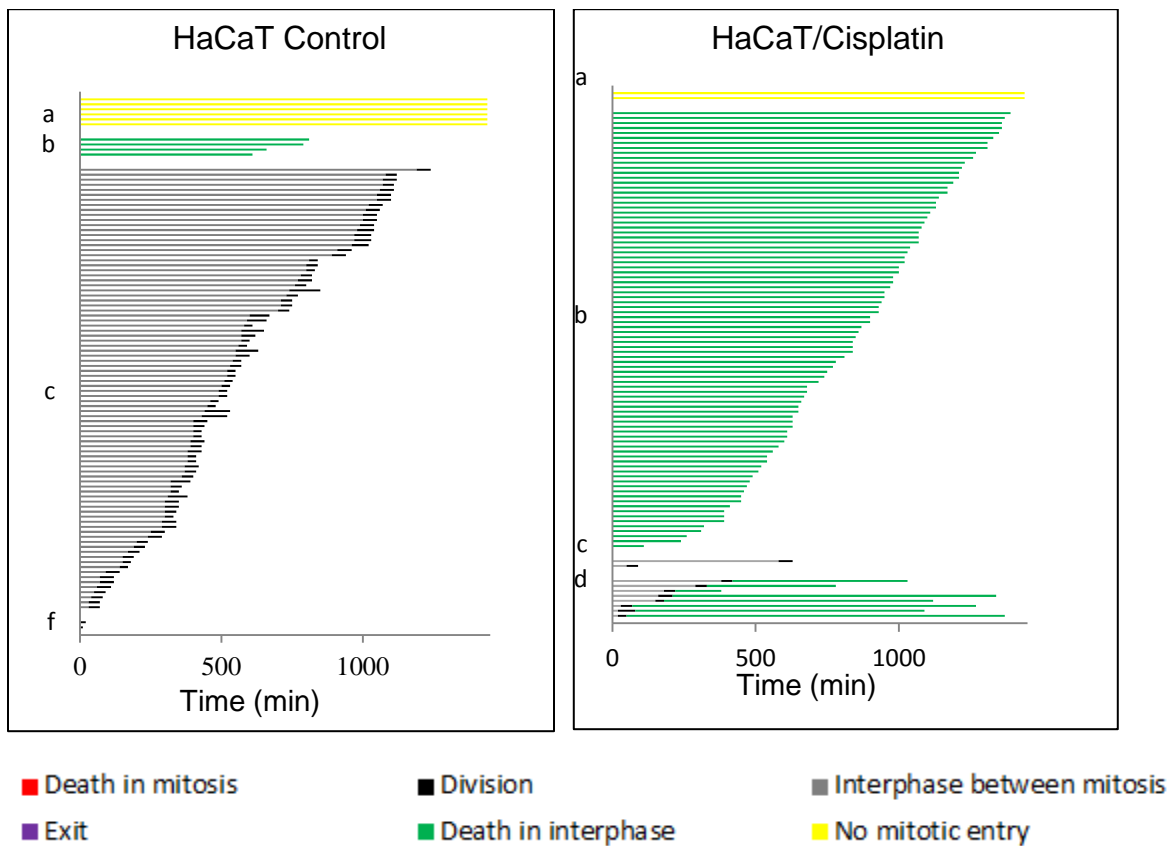 HaCaT Control
a
b
c
f
0 500 1000
Time (min)
HaCaT/Cisplatin
a
b
c
d
0 500 1000
Time (min)
Death in mitosis
Division
Interphase between mitosis
Exit
Death in interphase
No mitotic entry